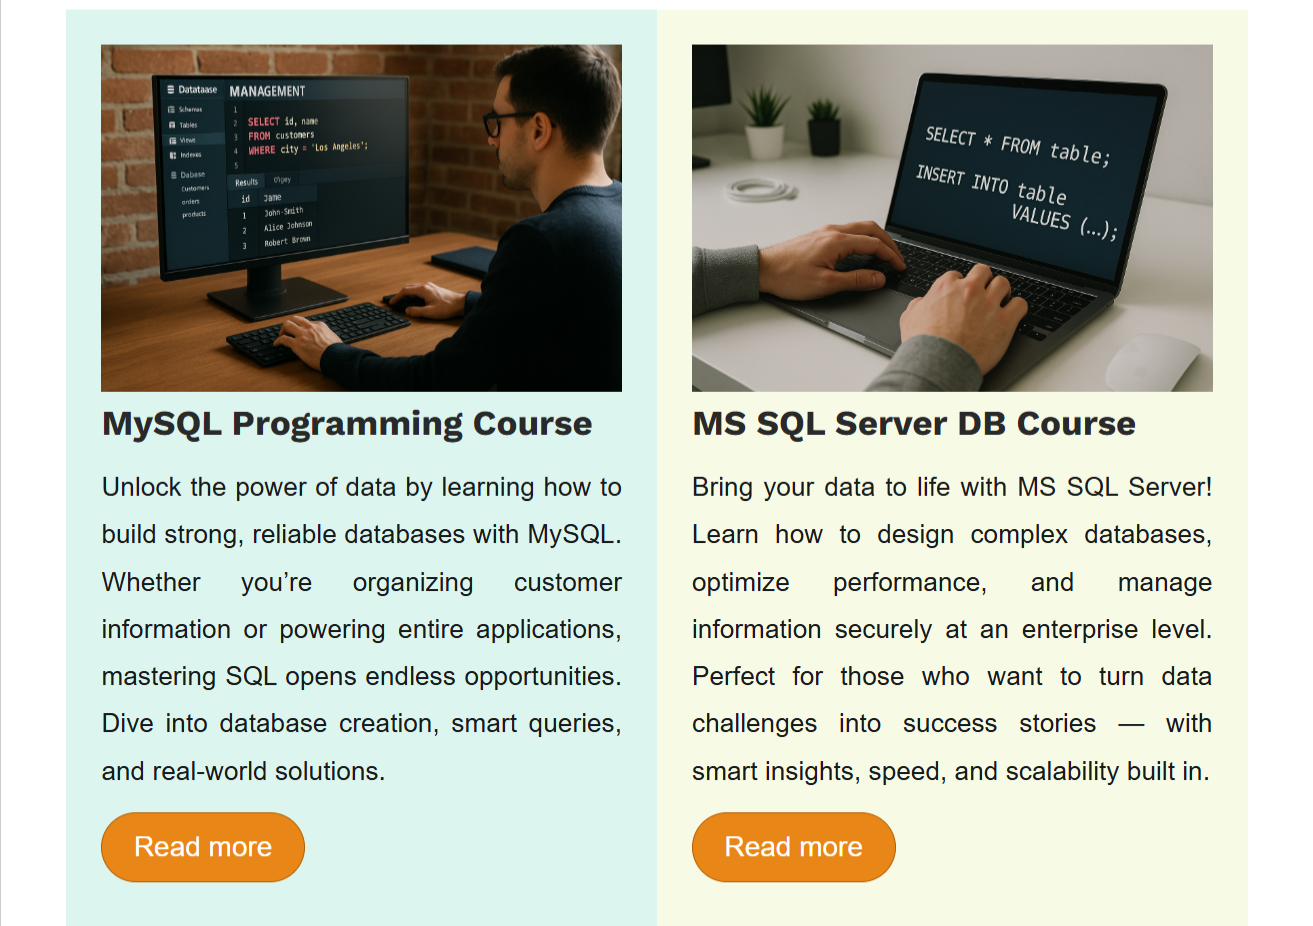 Datataase
Schemas
Tables
Viewe
Indexes
Dabase
Customers
orders
products
MANAGEMENT
1
2 SELECT id, name
3 FROM customers
4 WHERE city = 'Los Angeles';
5
Results
id Jame
1 John-Smith
2 Alice Johnson
3 Robert Brown
SELECT * FROM table;
INSERT INTO table
VALUES (...);
MySQL Programming Course
Unlock the power of data by learning how to
build strong, reliable databases with MySQL.
Whether you’re organizing customer
information or powering entire applications,
mastering SQL opens endless opportunities.
Dive into database creation, smart queries,
and real-world solutions.
Read more
MS SQL Server DB Course
Bring your data to life with MS SQL Server!
Learn how to design complex databases,
optimize performance, and manage
information securely at an enterprise level.
Perfect for those who want to turn data
challenges into success stories — with
smart insights, speed, and scalability built in.
Read more